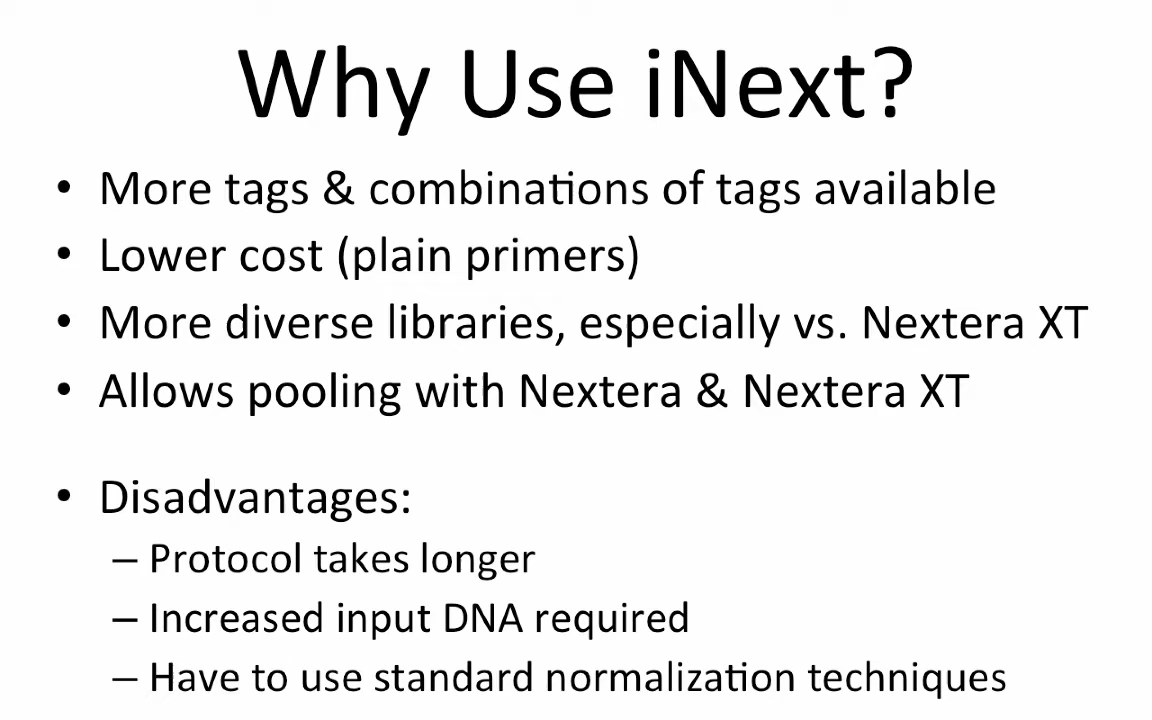 Why Use iNext?
• More tags & combinations of tags available
• Lower cost (plain primers)
• More diverse libraries, especially vs. Nextera XT
• Allows pooling with Nextera & Nextera XT
• Disadvantages:
– Protocol takes longer
– Increased input DNA required
– Have to use standard normalization techniques